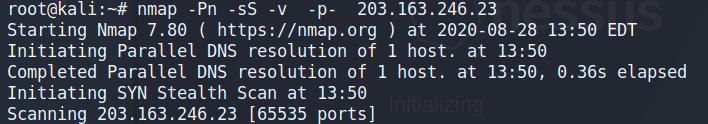 root@kali:~# nmap -Pn -sS -v  -p-  203.163.246.23
Starting Nmap 7.80 ( https://nmap.org ) at 2020-08-28 13:50 EDT
Initiating Parallel DNS resolution of 1 host. at 13:50
Completed Parallel DNS resolution of 1 host. at 13:50, 0.36s elapsed
Initiating SYN Stealth Scan at 13:50
Scanning 203.163.246.23 [65535 ports]
Initializing